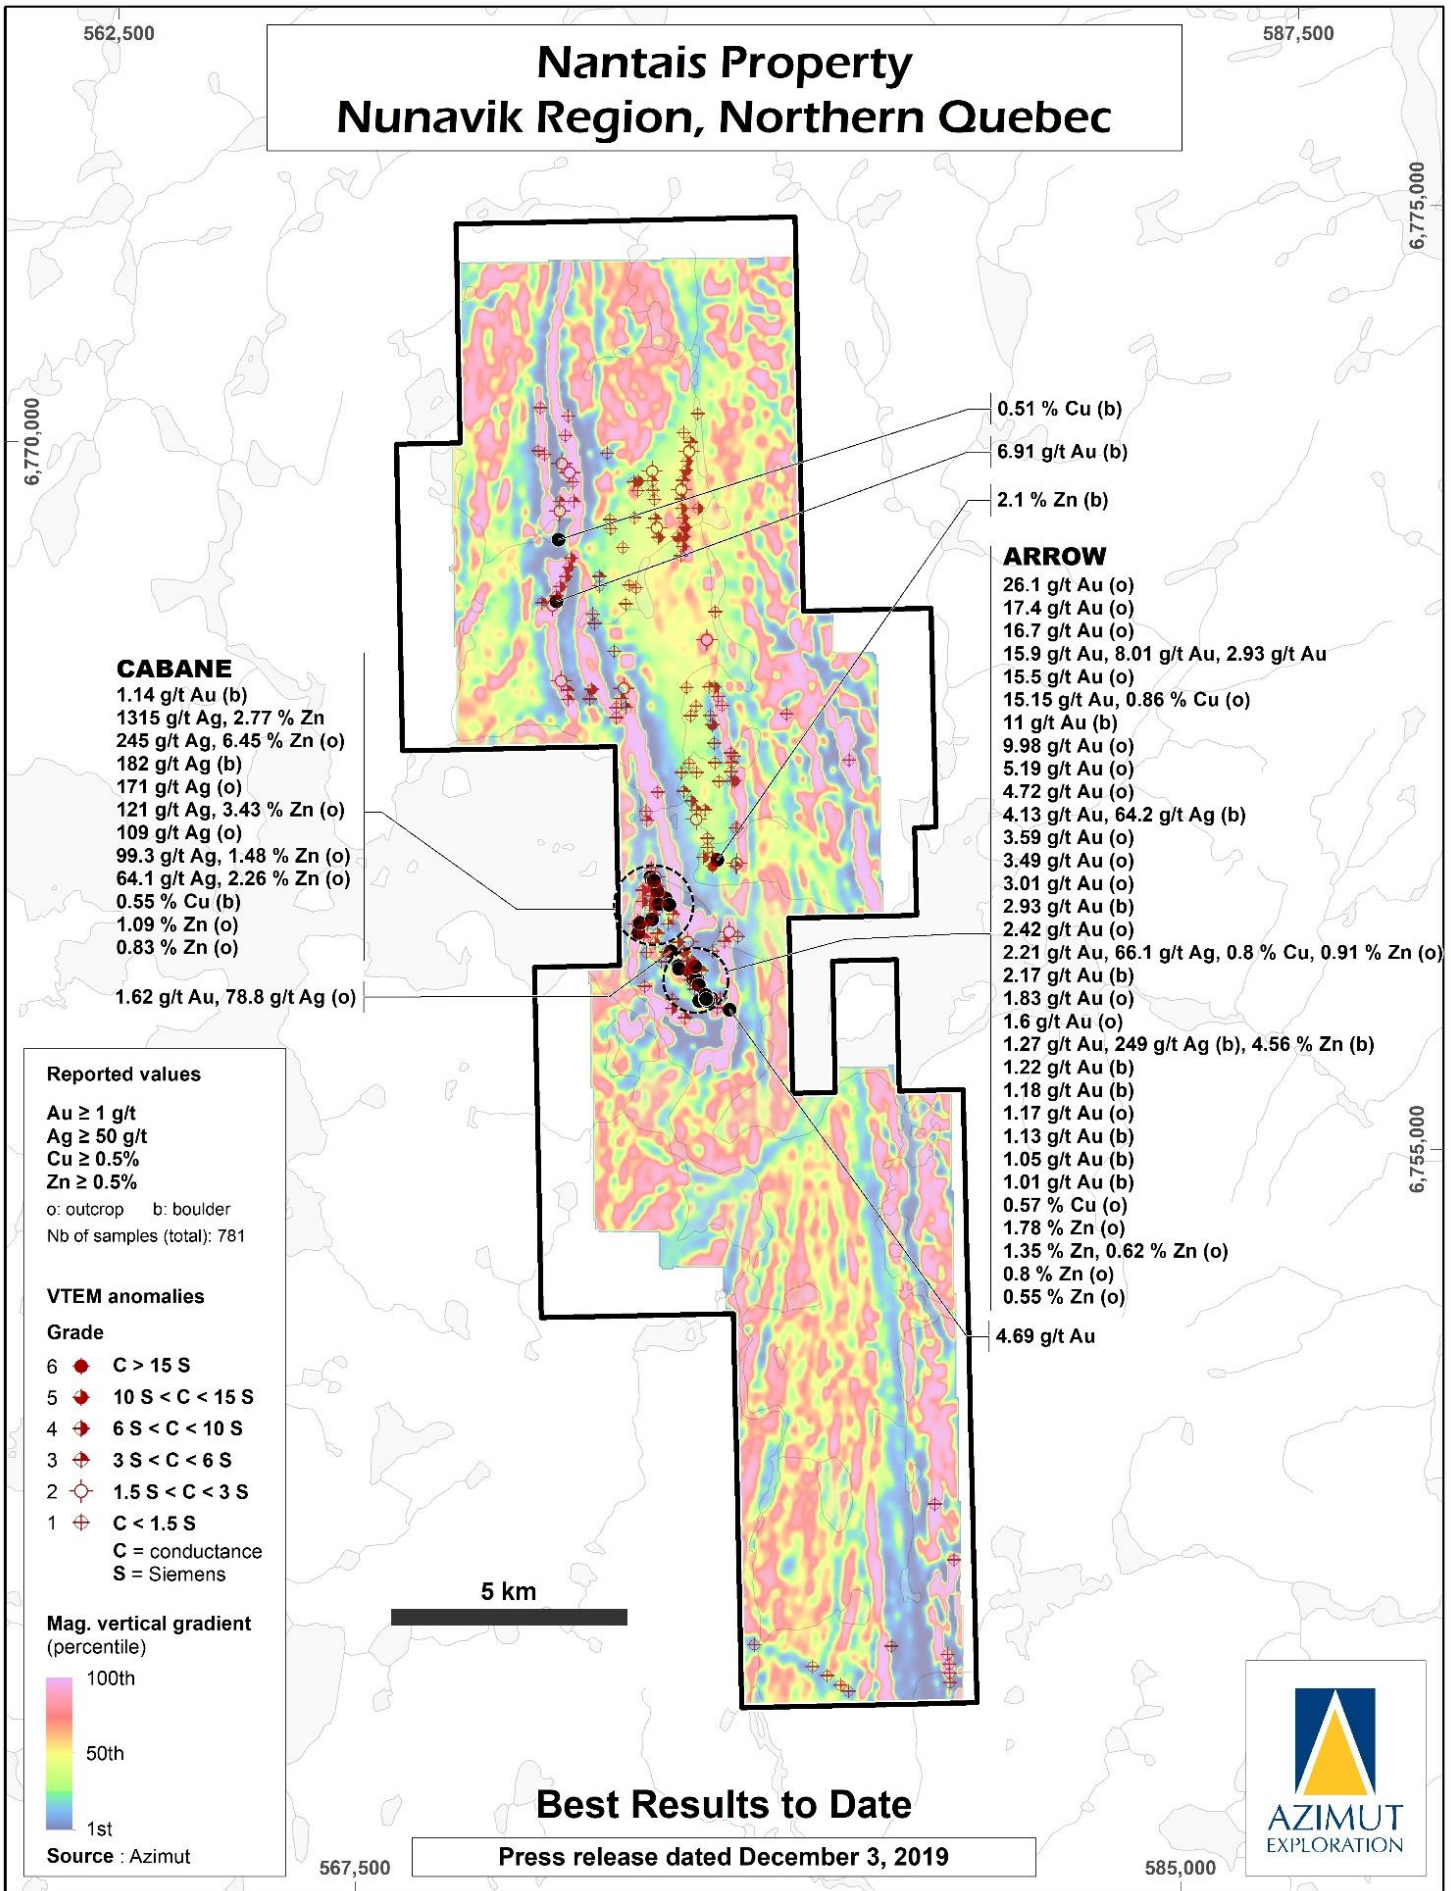 562,500
587,500
Nantais Property
Nunavik Region, Northern Quebec
6,775,000
6,770,000
0.51 % Cu (b)
6.91 g/t Au (b)
2.1 % Zn (b)
ARROW
26.1 g/t Au (o)
17.4 g/t Au (o)
16.7 g/t Au (o)
15.9 g/t Au, 8.01 g/t Au, 2.93 g/t Au
15.5 g/t Au (o)
15.15 g/t Au, 0.86 % Cu (o)
11 g/t Au (b)
9.98 g/t Au (o)
5.19 g/t Au (o)
4.72 g/t Au (o)
4.13 g/t Au, 64.2 g/t Ag (b)
3.59 g/t Au (o)
3.49 g/t Au (o)
3.01 g/t Au (o)
2.93 g/t Au (b)
2.42 g/t Au (o)
2.21 g/t Au, 66.1 g/t Ag, 0.8 % Cu, 0.91 % Zn (o)
2.17 g/t Au (b)
1.83 g/t Au (o)
1.6 g/t Au (o)
1.27 g/t Au, 249 g/t Ag (b), 4.56 % Zn (b)
1.22 g/t Au (b)
1.18 g/t Au (b)
1.17 g/t Au (o)
1.13 g/t Au (b)
1.05 g/t Au (b)
1.01 g/t Au (b)
0.57 % Cu (o)
1.78 % Zn (o)
1.35 % Zn, 0.62 % Zn (o)
0.8 % Zn (o)
0.55 % Zn (o)
4.69 g/t Au
CABANE
1.14 g/t Au (b)
1315 g/t Ag, 2.77 % Zn
245 g/t Ag, 6.45 % Zn (o)
182 g/t Ag (b)
171 g/t Ag (o)
121 g/t Ag, 3.43 % Zn (o)
109 g/t Ag (o)
99.3 g/t Ag, 1.48 % Zn (o)
64.1 g/t Ag, 2.26 % Zn (o)
0.55 % Cu (b)
1.09 % Zn (o)
0.83 % Zn (o)
1.62 g/t Au, 78.8 g/t Ag (o)
6,755,000
Reported values
Au ≥ 1 g/t
Ag ≥ 50 g/t
Cu ≥ 0.5%
Zn ≥ 0.5%
o: outcrop b: boulder
Nb of samples (total): 781
VTEM anomalies
Grade
6 C > 15 S
5 10 S < C < 15 S
4 6 S < C < 10 S
3 3 S < C < 6 S
2 1.5 S < C < 3 S
1 C < 1.5 S
C = conductance
S = Siemens
Mag. vertical gradient
(percentile)
100th
50th
1st
Source : Azimut
5 km
Best Results to Date
Press release dated December 3, 2019
567,500
585,000
AZIMUT
EXPLORATION